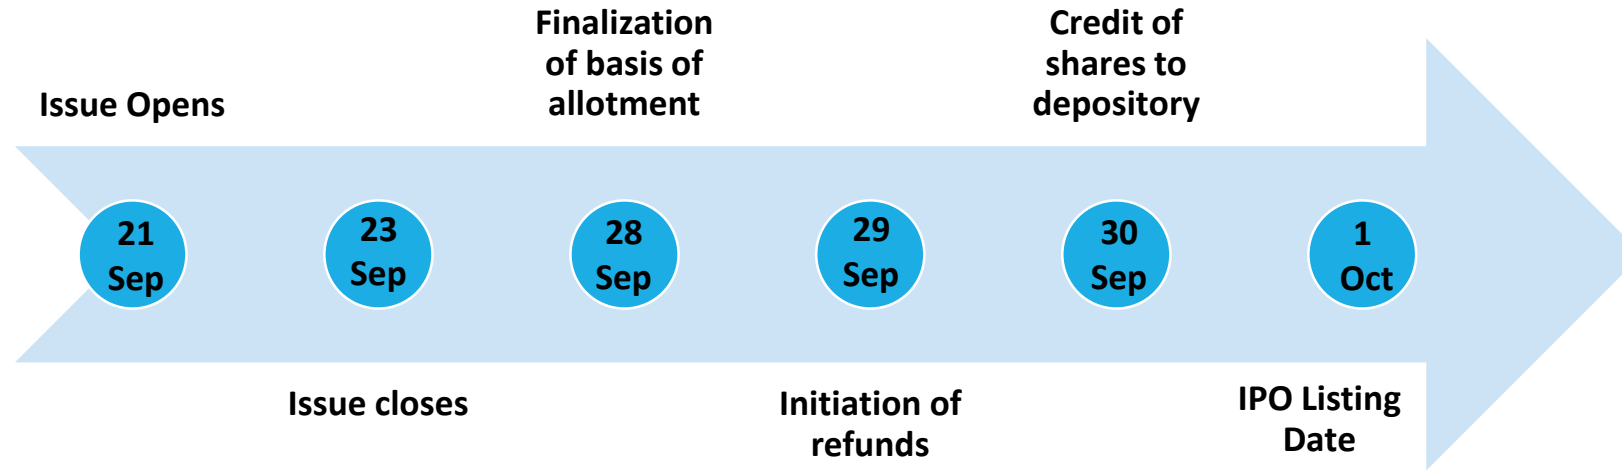 Issue Opens
Finalization
of basis of
allotment
Credit of
shares to
depository
21
Sep
23
Sep
28
Sep
29
Sep
30
Sep
1
Oct
Issue closes
Initiation of
refunds
IPO Listing
Date